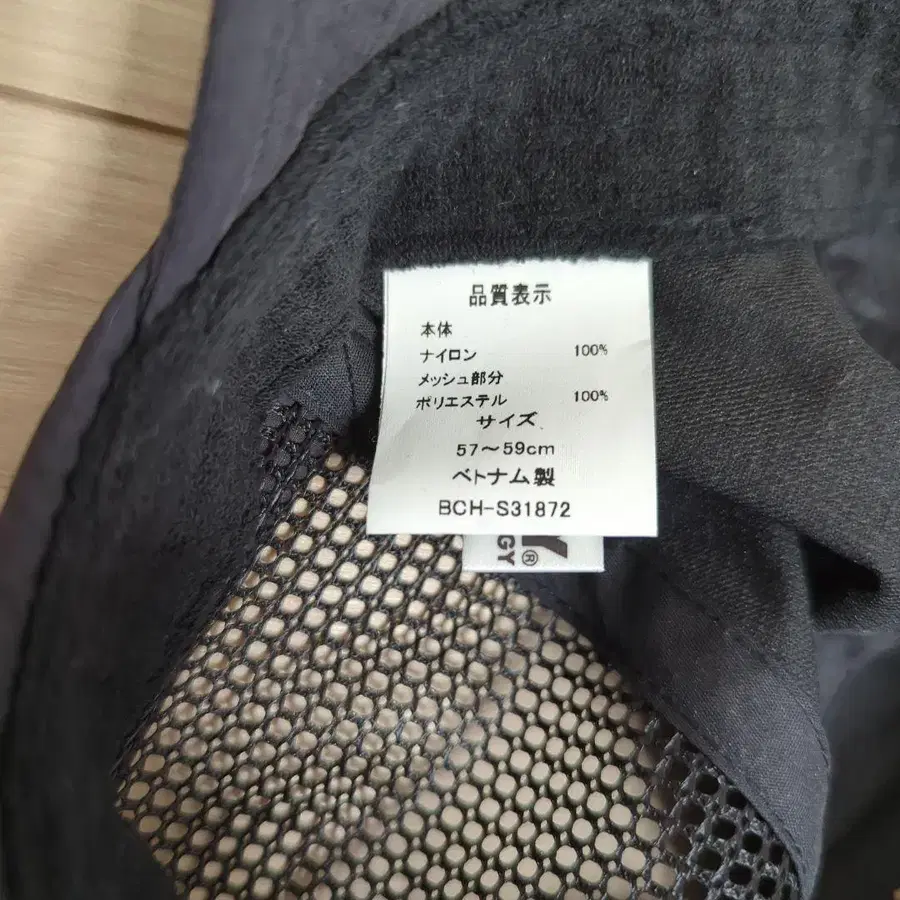 品質表示
本体
ナイロン 100%
メッシュ部分
ポリエステル 100%
サイズ
57～59cm
ベトナム製
BCH-S31872
®
GY